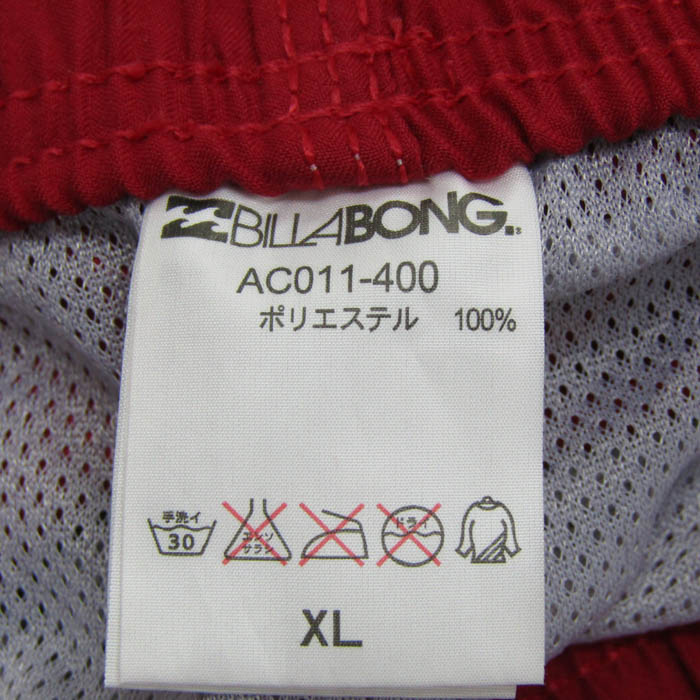 BILLABONG
AC011-400
ポリエステル 100%
手洗イ
30
エンソ
サラシ
ドライ
XL